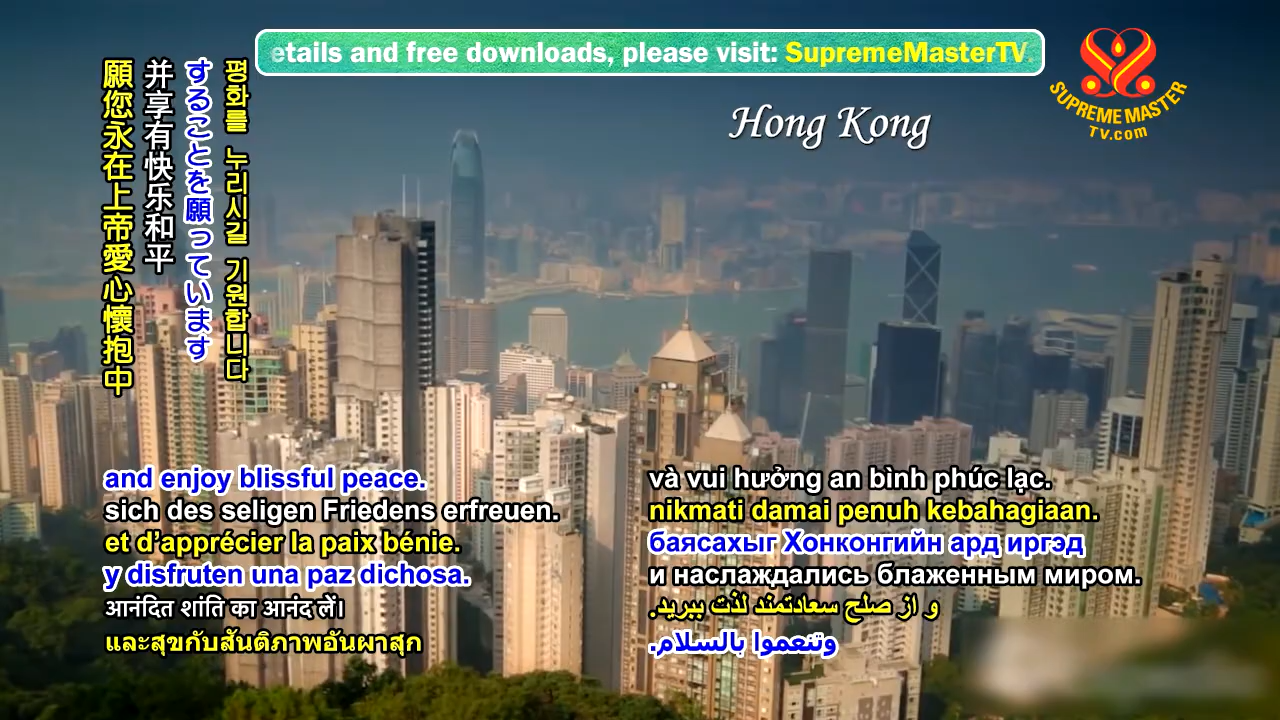 etails and free downloads, please visit: SupremeMasterTV.
SUPREME MASTER
TV.com
Hong Kong
願您永在上帝愛心懷抱中
并享有快乐和平
することを願っています
평화를 누리시길 기원합니다
and enjoy blissful peace.
sich des seligen Friedens erfreuen.
et d’apprécier la paix bénie.
y disfruten una paz dichosa.
आनंदित शांति का आनंद लें।
และสุขกับสันติภาพอันผาสุก
và vui hưởng an bình phúc lạc.
nikmati damai penuh kebahagiaan.
баясахыг Хонконгийн ард иргэд
и наслаждались блаженным миром.
و از صلح سعادتمند لذت ببرید.
وتنعموا بالسلام.